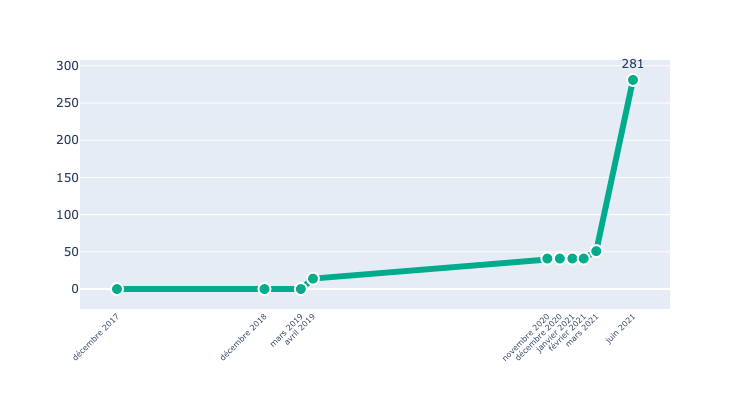 281
300
250
200
150
100
50
0
décembre 2017
décembre 2018
mars 2019
avril 2019
novembre 2020
décembre 2020
janvier 2021
février 2021
mars 2021
juin 2021